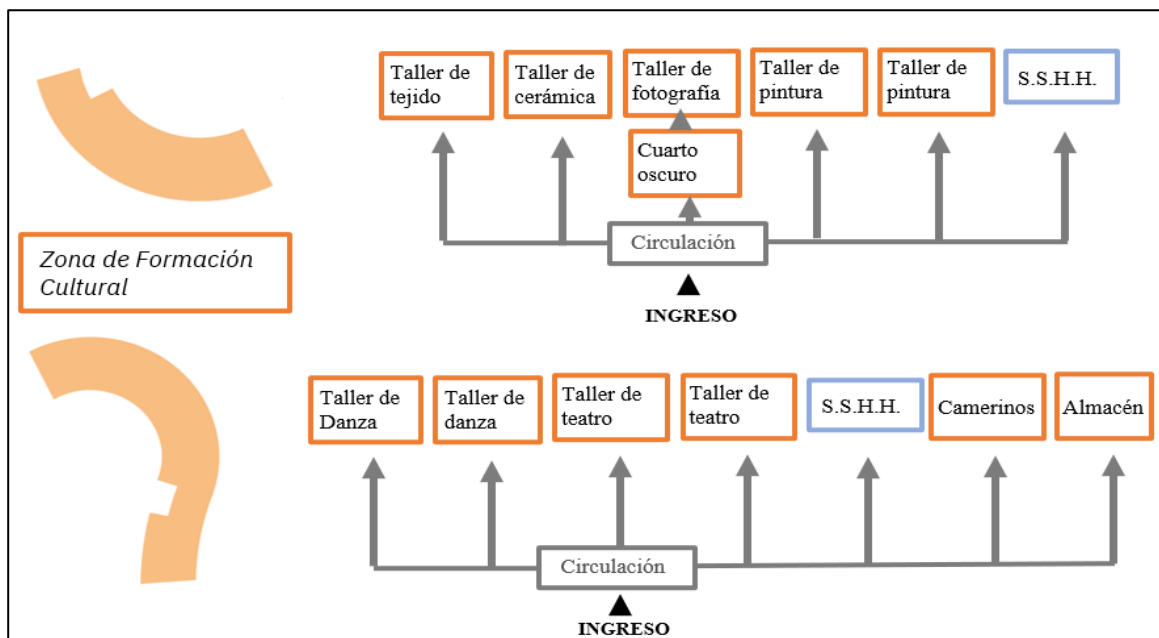 Taller de
tejido
Taller de
cerámica
Taller de
fotografía
Taller de
pintura
Taller de
pintura
S.S.H.H.
Cuarto
oscuro
Circulación
INGRESO
Zona de Formación
Cultural
Taller de
Danza
Taller de
danza
Taller de
teatro
Taller de
teatro
S.S.H.H.
Camerinos
Almacén
Circulación
INGRESO